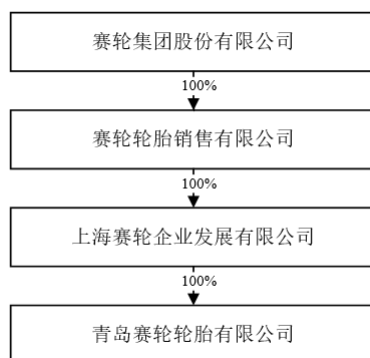 赛轮集团股份有限公司
100%
赛轮轮胎销售有限公司
100%
上海赛轮企业发展有限公司
100%
青岛赛轮轮胎有限公司